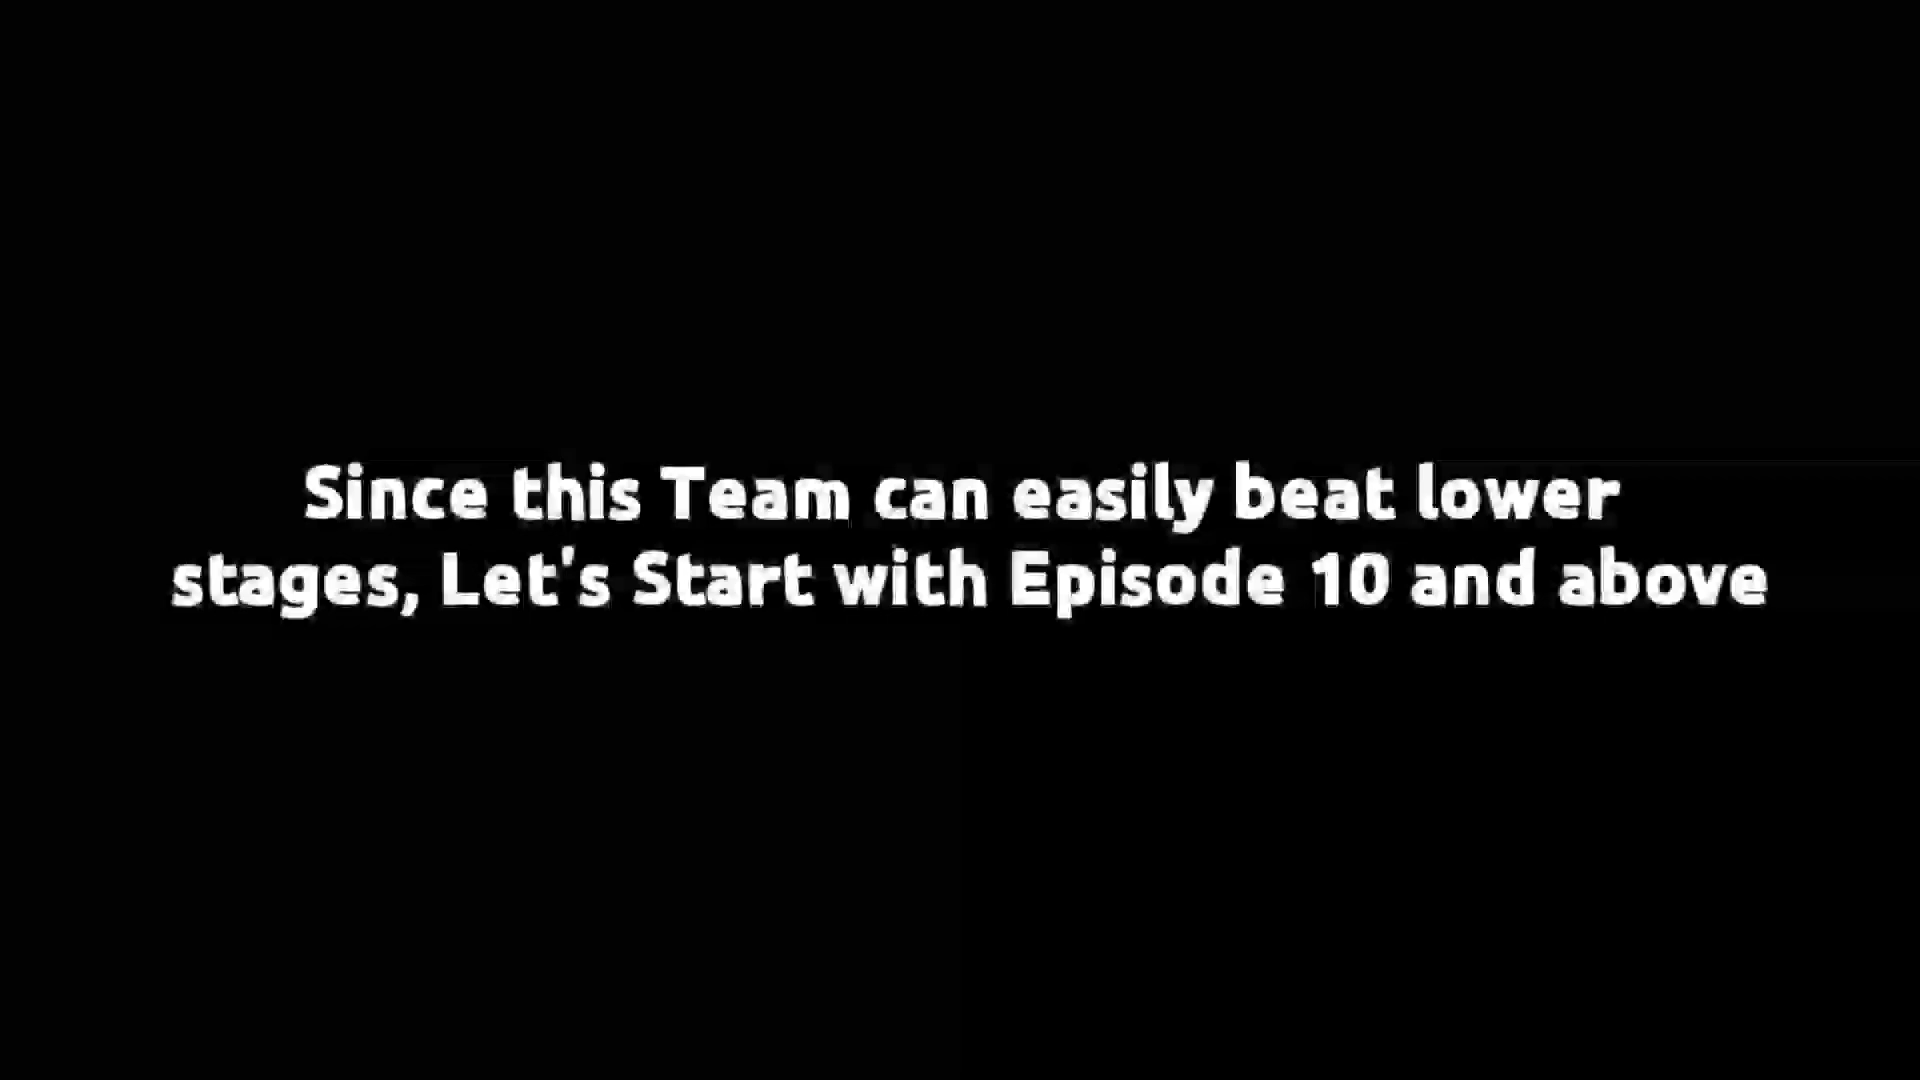 Since this Team can easily beat lower
stages, Let's Start with Episode 10 and above